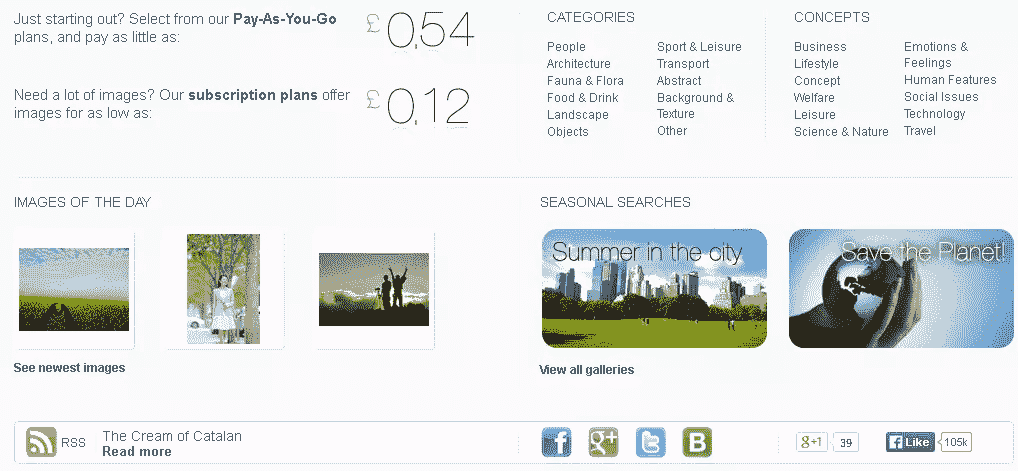 Just starting out? Select from our Pay-As-You-Go
plans, and pay as little as:
£0.54
Need a lot of images? Our subscription plans offer
images for as low as:
£0.12
CATEGORIES
People
Architecture
Fauna & Flora
Food & Drink
Landscape
Objects
Sport & Leisure
Transport
Abstract
Background &
Texture
Other
CONCEPTS
Business
Lifestyle
Concept
Welfare
Leisure
Science & Nature
Emotions &
Feelings
Human Features
Social Issues
Technology
Travel
IMAGES OF THE DAY
See newest images
SEASONAL SEARCHES
Summer in the city
Save the Planet!
View all galleries
RSS
The Cream of Catalan
Read more
f
g+
t
B
g+1
39
f Like
105k